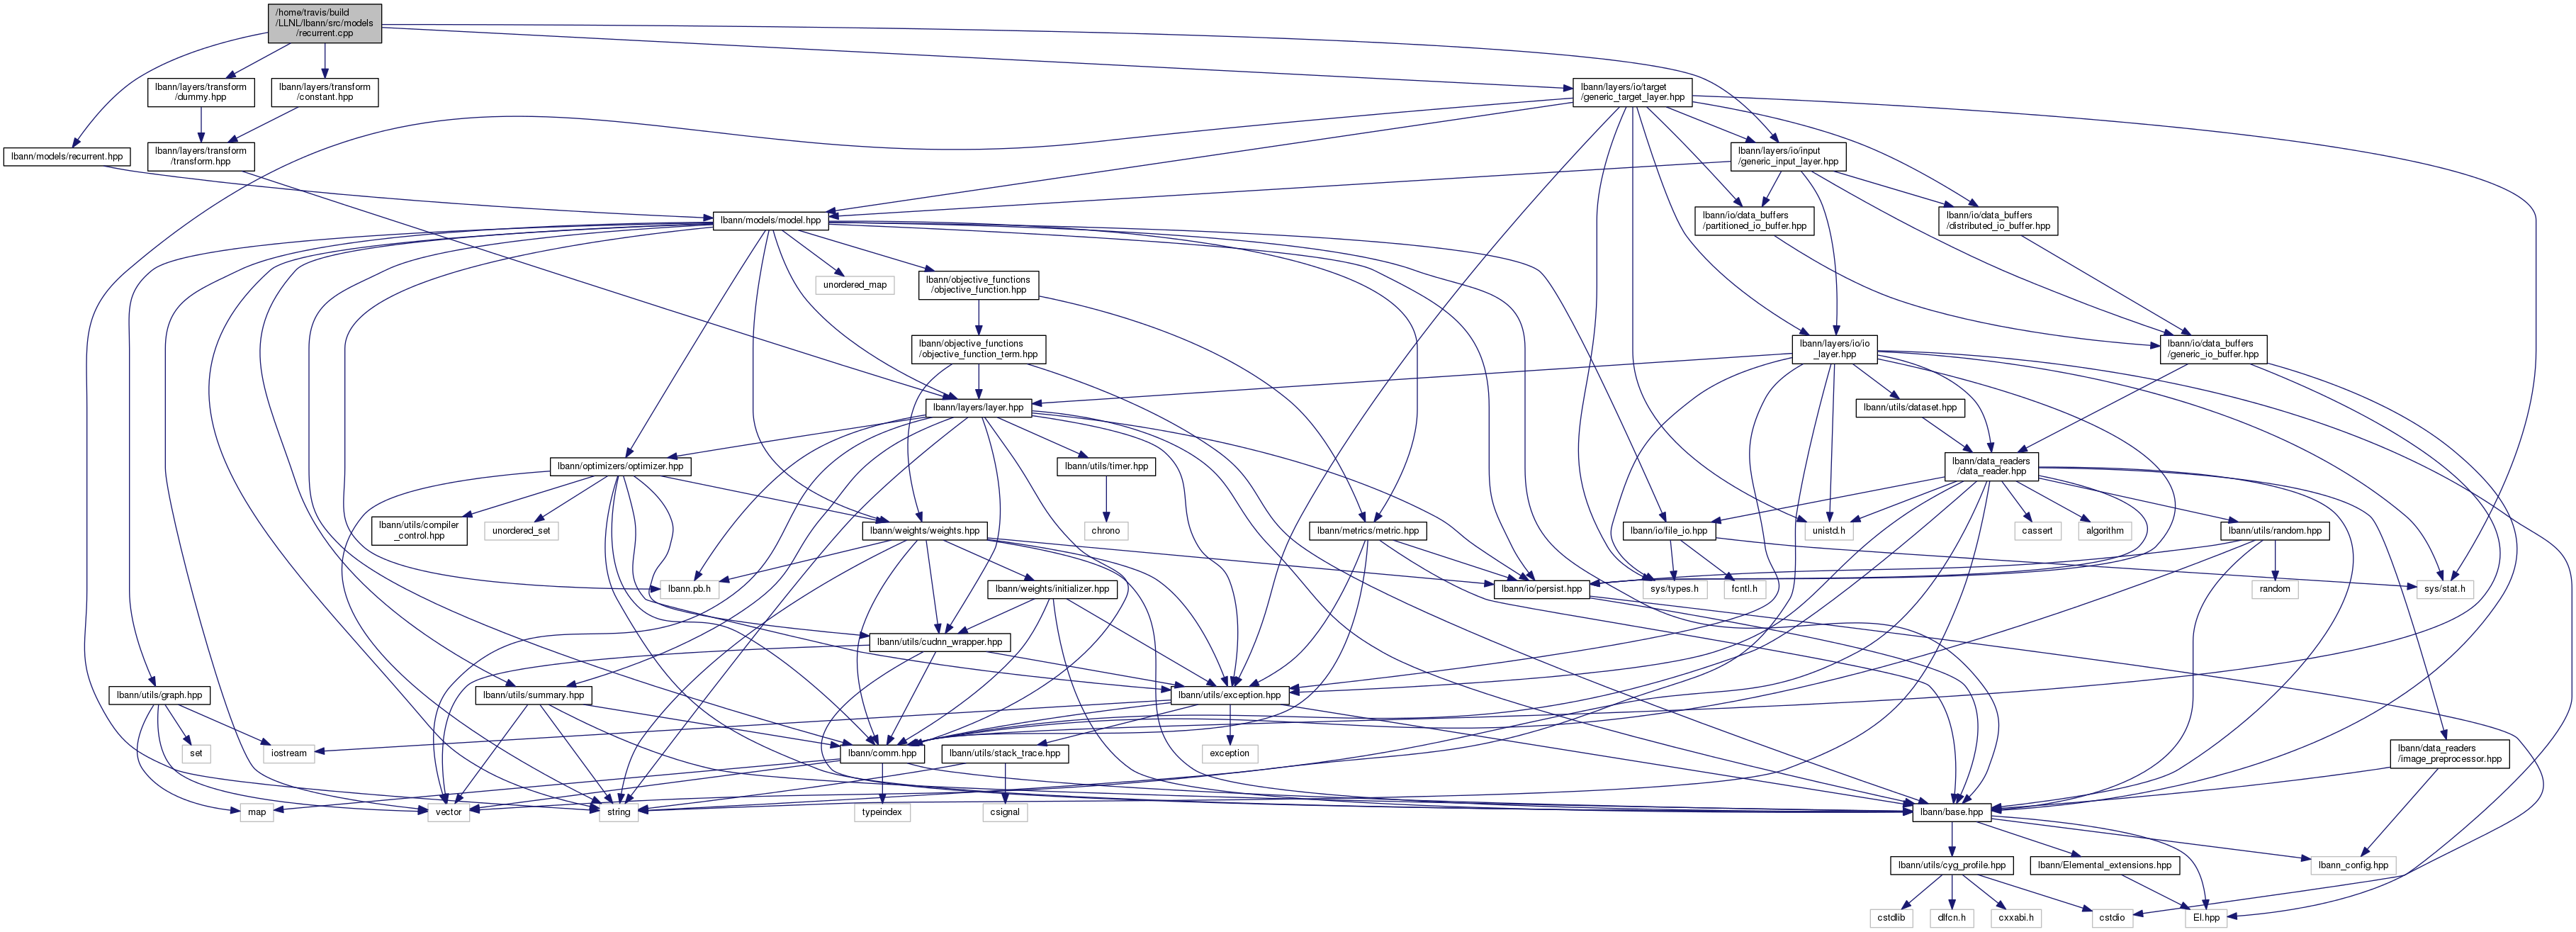 /home/travis/build
/LLNL/lbann/src/models
/recurrent.cpp
lbann/layers/transform
/dummy.hpp
lbann/layers/transform
/constant.hpp
lbann/layers/io/target
/generic_target_layer.hpp
lbann/models/recurrent.hpp
lbann/layers/transform
/transform.hpp
lbann/layers/io/input
/generic_input_layer.hpp
lbann/models/model.hpp
lbann/io/data_buffers
/partitioned_io_buffer.hpp
lbann/io/data_buffers
/distributed_io_buffer.hpp
unordered_map
lbann/objective_functions
/objective_function.hpp
lbann/objective_functions
/objective_function_term.hpp
lbann/layers/io/io
_layer.hpp
lbann/io/data_buffers
/generic_io_buffer.hpp
lbann/layers/layer.hpp
lbann/utils/dataset.hpp
lbann/optimizers/optimizer.hpp
lbann/utils/timer.hpp
lbann/data_readers
/data_reader.hpp
lbann/utils/compiler
_control.hpp
unordered_set
lbann/weights/weights.hpp
chrono
lbann/metrics/metric.hpp
lbann/io/file_io.hpp
unistd.h
cassert
algorithm
lbann/utils/random.hpp
lbann.pb.h
lbann/weights/initializer.hpp
lbann/io/persist.hpp
sys/types.h
fcntl.h
random
sys/stat.h
lbann/utils/cudnn_wrapper.hpp
lbann/utils/graph.hpp
lbann/utils/summary.hpp
lbann/utils/exception.hpp
set
iostream
lbann/comm.hpp
lbann/utils/stack_trace.hpp
exception
lbann/data_readers
/image_preprocessor.hpp
map
vector
string
typeindex
csignal
lbann/base.hpp
lbann/utils/cyg_profile.hpp
lbann/Elemental_extensions.hpp
lbann_config.hpp
cstdlib
dlfcn.h
cxxabi.h
cstdio
El.hpp